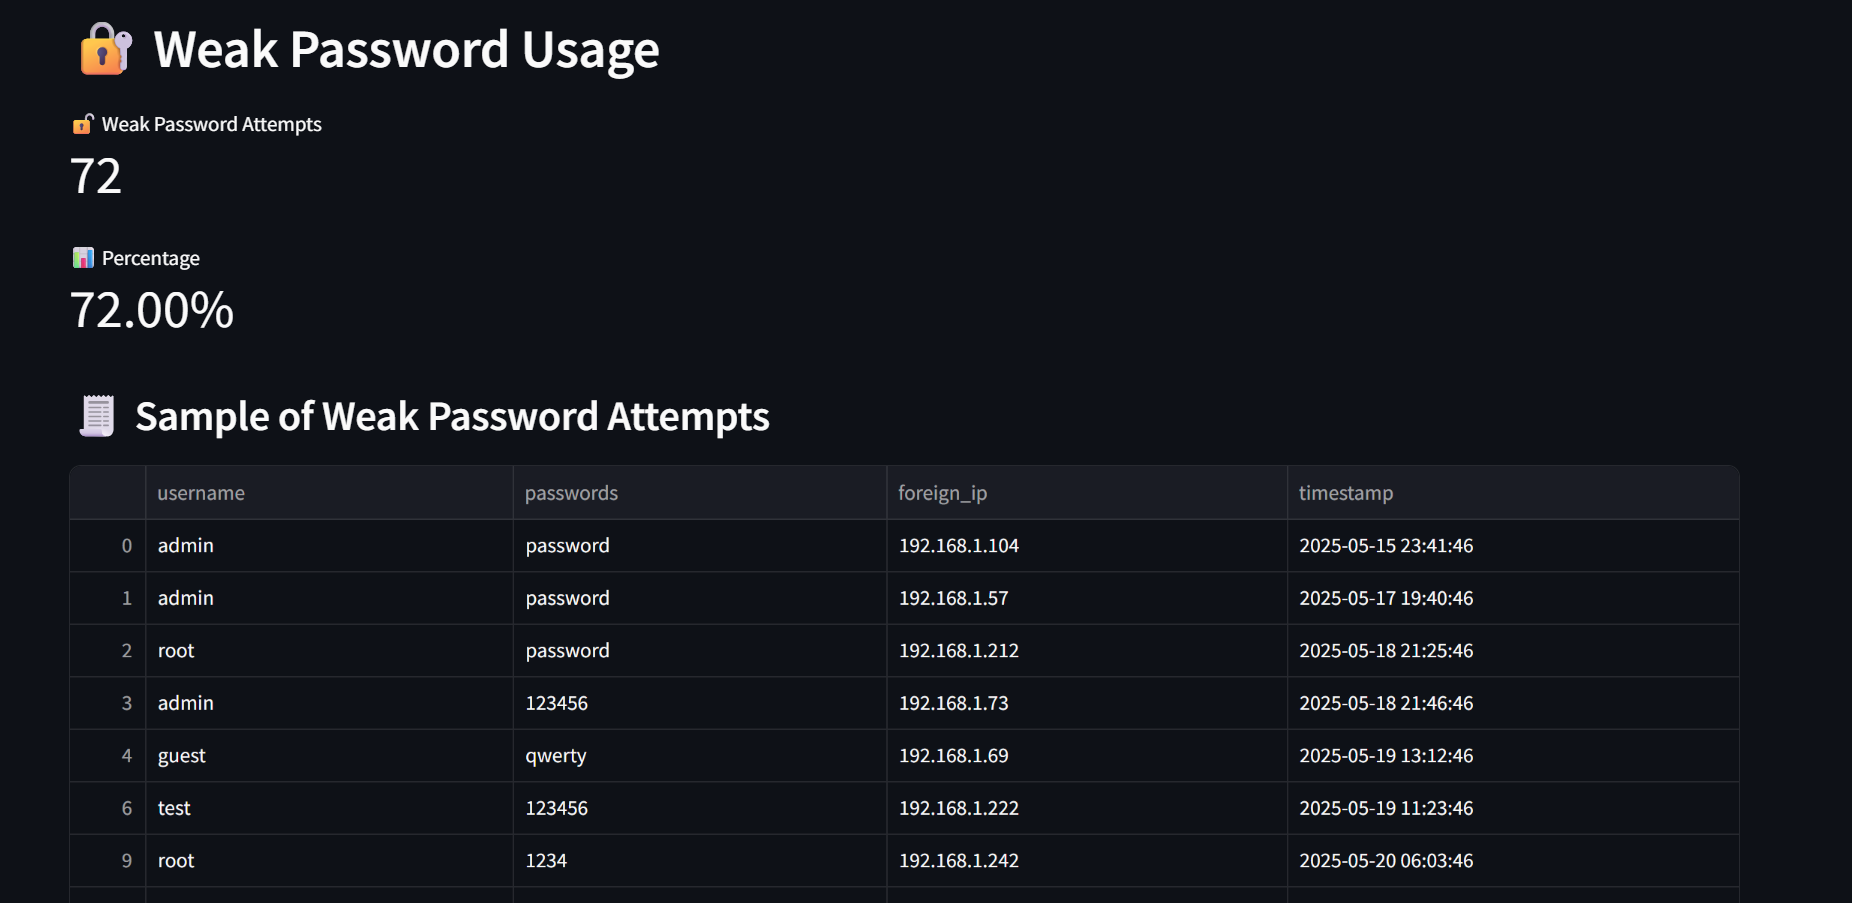 Weak Password Usage
Weak Password Attempts
72
Percentage
72.00%
Sample of Weak Password Attempts
username passwords foreign_ip timestamp
0 admin password 192.168.1.104 2025-05-15 23:41:46
1 admin password 192.168.1.57 2025-05-17 19:40:46
2 root password 192.168.1.212 2025-05-18 21:25:46
3 admin 123456 192.168.1.73 2025-05-18 21:46:46
4 guest qwerty 192.168.1.69 2025-05-19 13:12:46
6 test 123456 192.168.1.222 2025-05-19 11:23:46
9 root 1234 192.168.1.242 2025-05-20 06:03:46